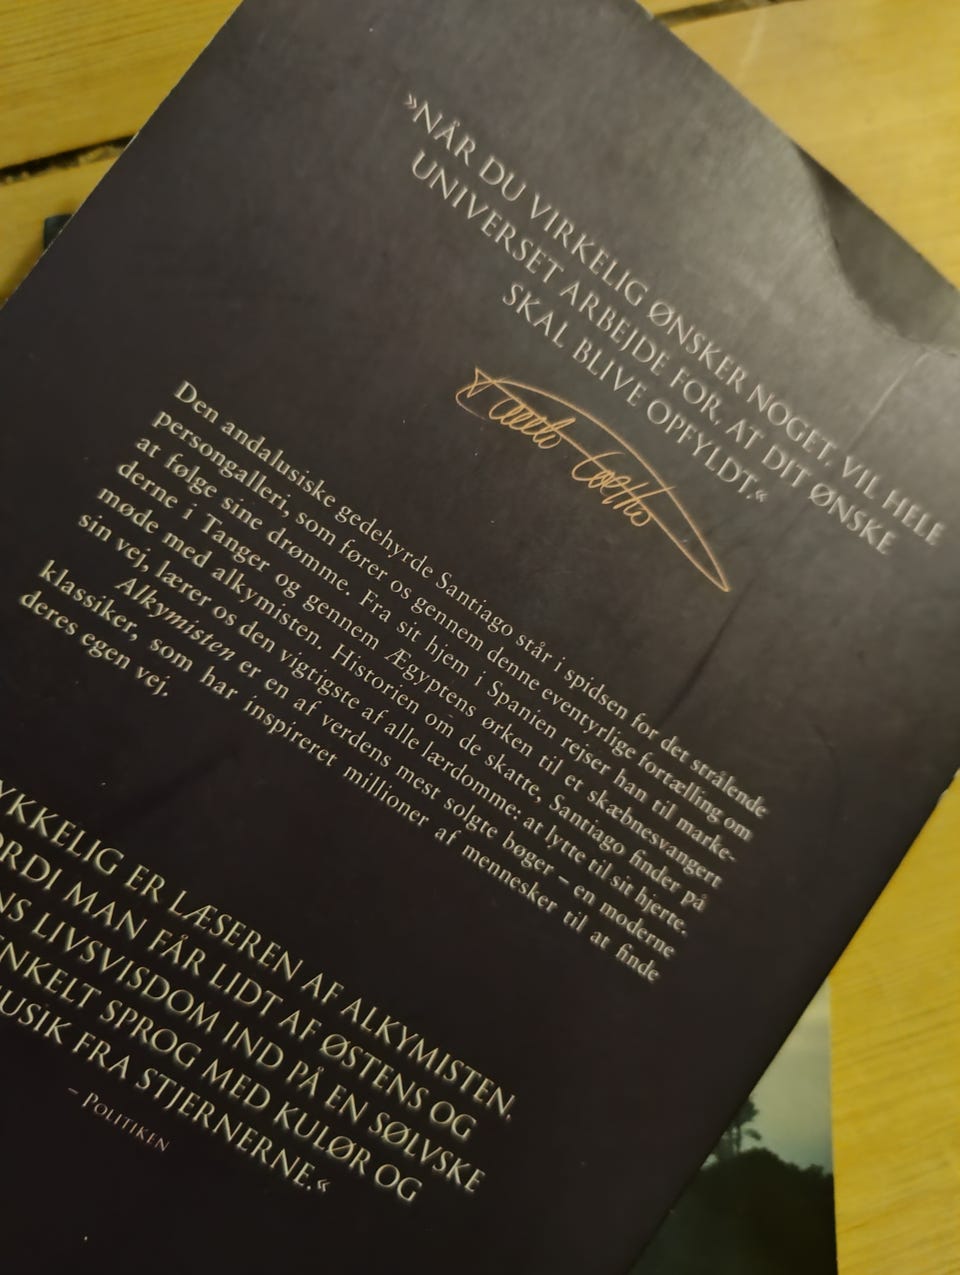 »NÅR DU VIRKELIG ØNSKER NOGET, VIL HELE
UNIVERSET ARBEJDE FOR, AT DIT ØNSKE
SKAL BLIVE OPFYLDT.«
Paulo Coelho
Den andalusiske gedehyrde Santiago står i spidsen for det strålende
persongalleri, som fører os gennem denne eventyrlige fortælling om
at følge sine drømme. Fra sit hjem i Spanien rejser han til marke-
derne i Tanger og gennem Ægyptens ørken til et skæbnesvangert
møde med alkymisten. Historien om de skatte, Santiago finder på
sin vej, lærer os den vigtigste af alle lærdomme: at lytte til sit hjerte.
Alkymisten er en af verdens mest solgte bøger – en moderne
klassiker, som har inspireret millioner af mennesker til at finde
deres egen vej.
ER LÆSEREN AF ALKYMISTEN,
MAN FÅR LIDT AF ØSTENS OG
LIVSVISDOM IND PÅ EN SØLVSKE
SPROG MED KULØR OG
FRA STJERNERNE.«
– POLITIKEN